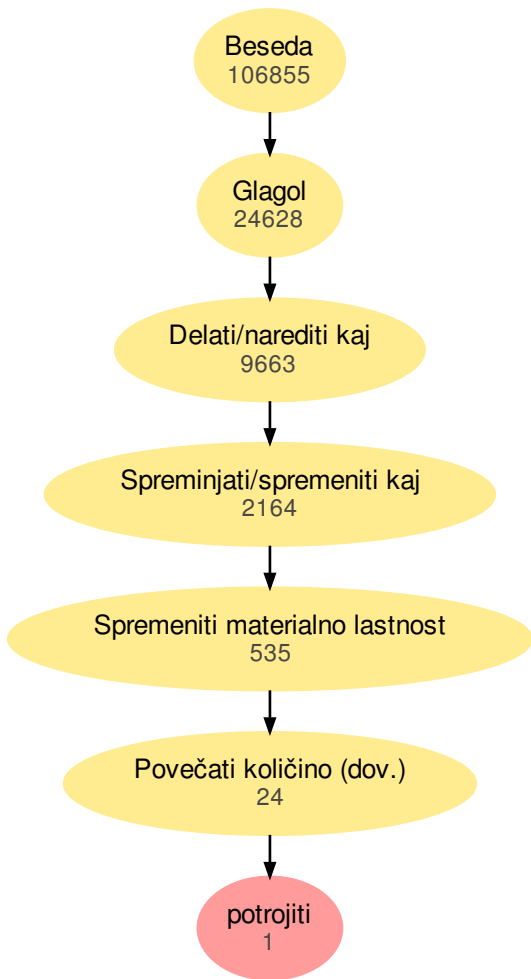 Beseda
106855
Glagol
24628
Delati/narediti kaj
9663
Spreminjati/spremeniti kaj
2164
Spremeniti materialno lastnost
535
Povečati količino (dov.)
24
potrojiti
1